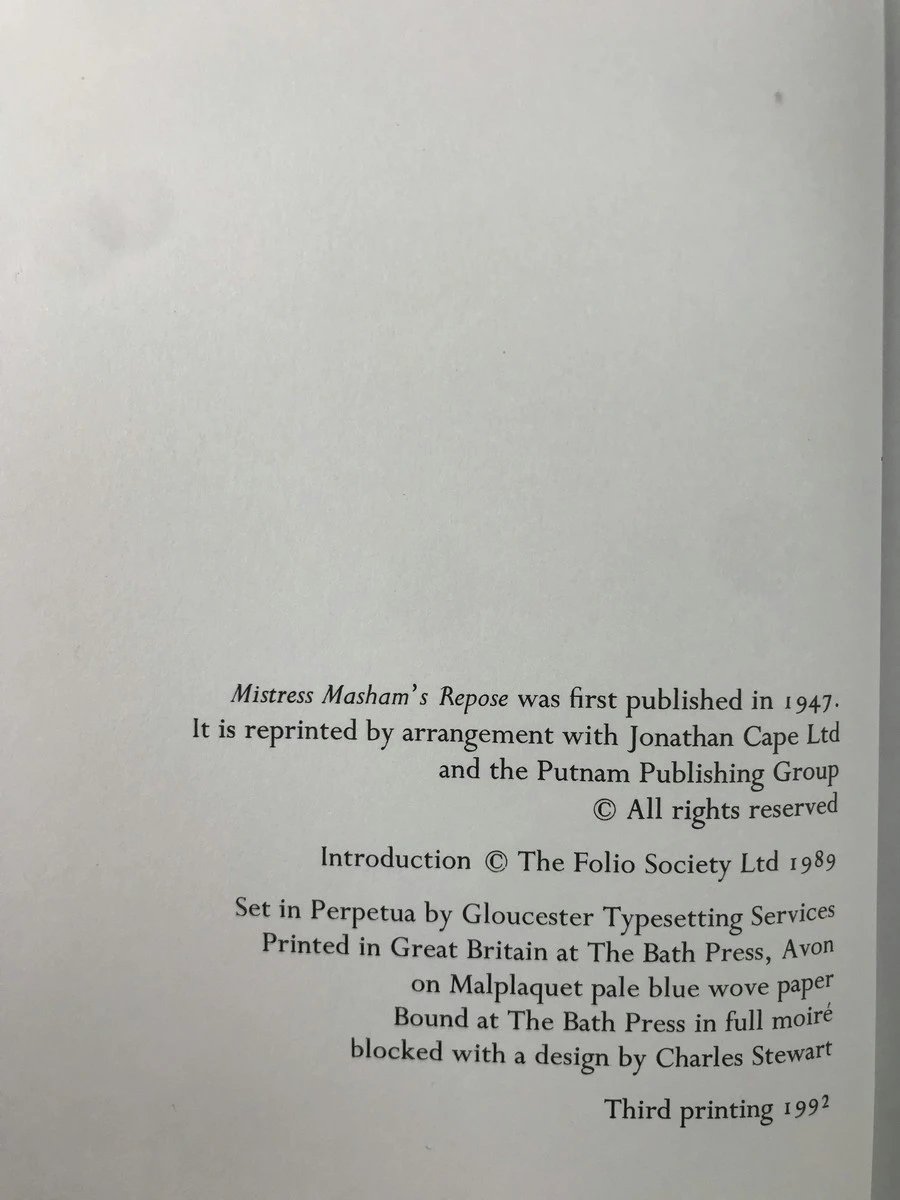 Mistress Masham's Repose was first published in 1947.
It is reprinted by arrangement with Jonathan Cape Ltd
and the Putnam Publishing Group
© All rights reserved
Introduction © The Folio Society Ltd 1989
Set in Perpetua by Gloucester Typesetting Services
Printed in Great Britain at The Bath Press, Avon
on Malplaquet pale blue wove paper
Bound at The Bath Press in full moiré
blocked with a design by Charles Stewart
Third printing 1992